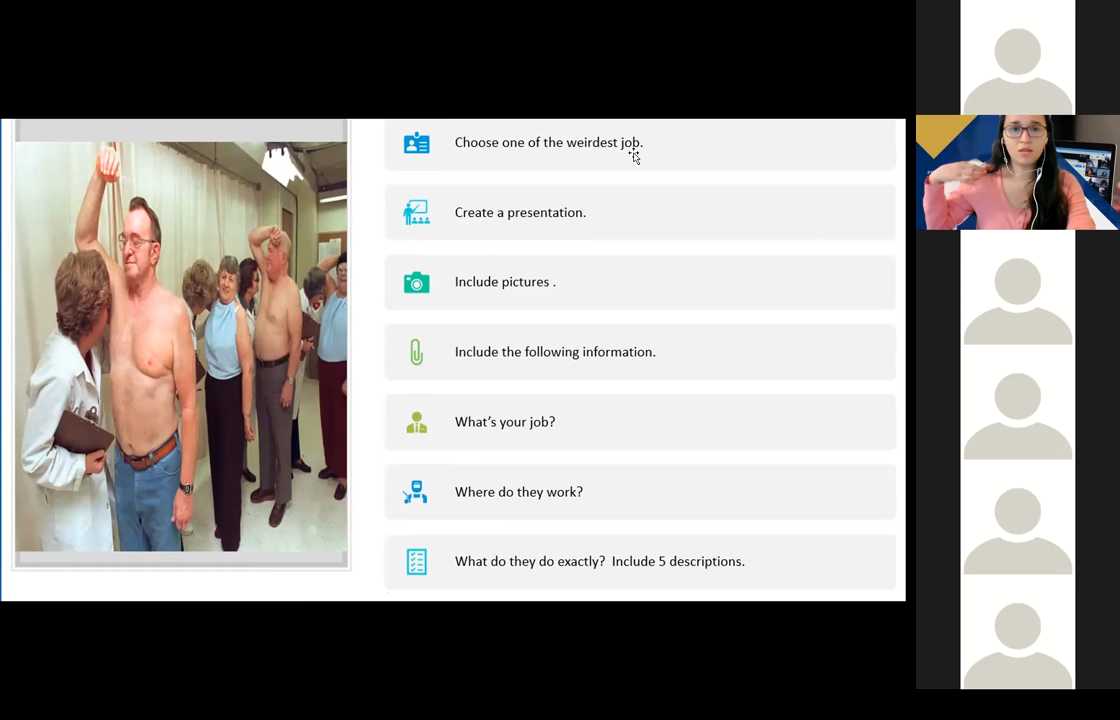 Choose one of the weirdest job.
Create a presentation.
Include pictures .
Include the following information.
What's your job?
Where do they work?
What do they do exactly?  Include 5 descriptions.